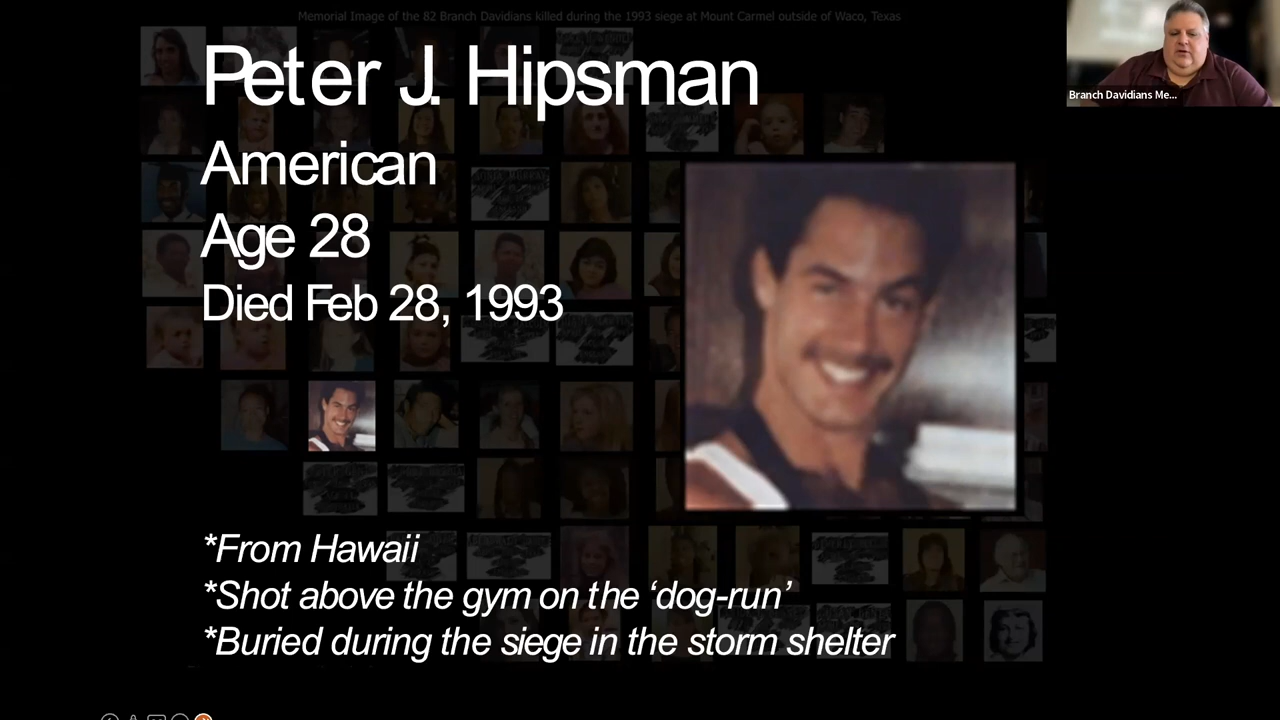 Memorial Image of the 82 Branch Davidians killed during the 1993 siege at Mount Carmel outside of Waco, Texas
Peter J. Hipsman
American
Age 28
Died Feb 28, 1993
Branch Davidians Me...
*From Hawaii
*Shot above the gym on the ‘dog-run’
*Buried during the siege in the storm shelter